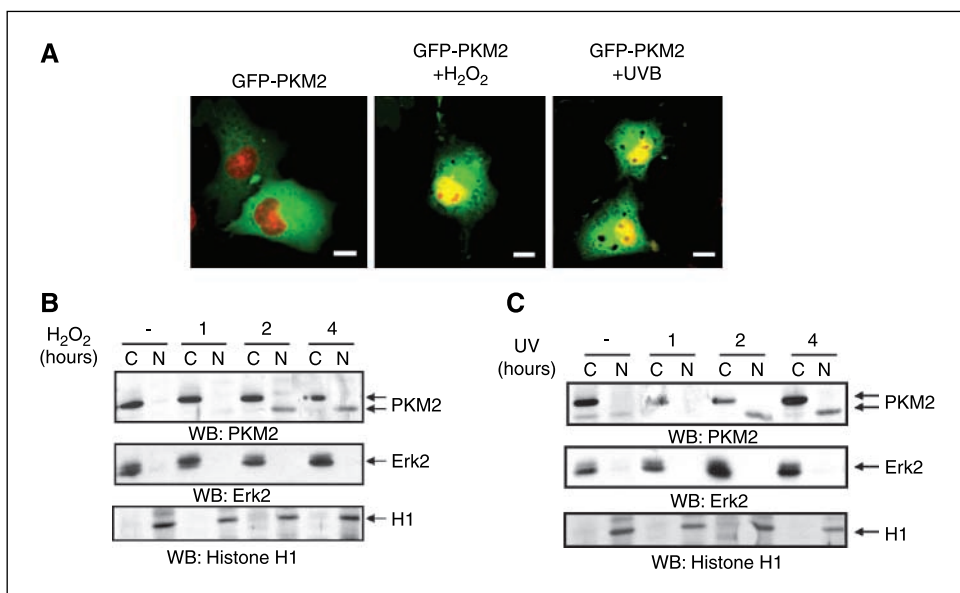 A
GFP-PKM2
GFP-PKM2
+H₂O₂
GFP-PKM2
+UVB
B
H₂O₂
(hours)
- 1 2 4
C N C N C N C N
PKM2
WB: PKM2
Erk2
WB: Erk2
H1
WB: Histone H1
C
UV
(hours)
- 1 2 4
C N C N C N C N
PKM2
WB: PKM2
Erk2
WB: Erk2
H1
WB: Histone H1